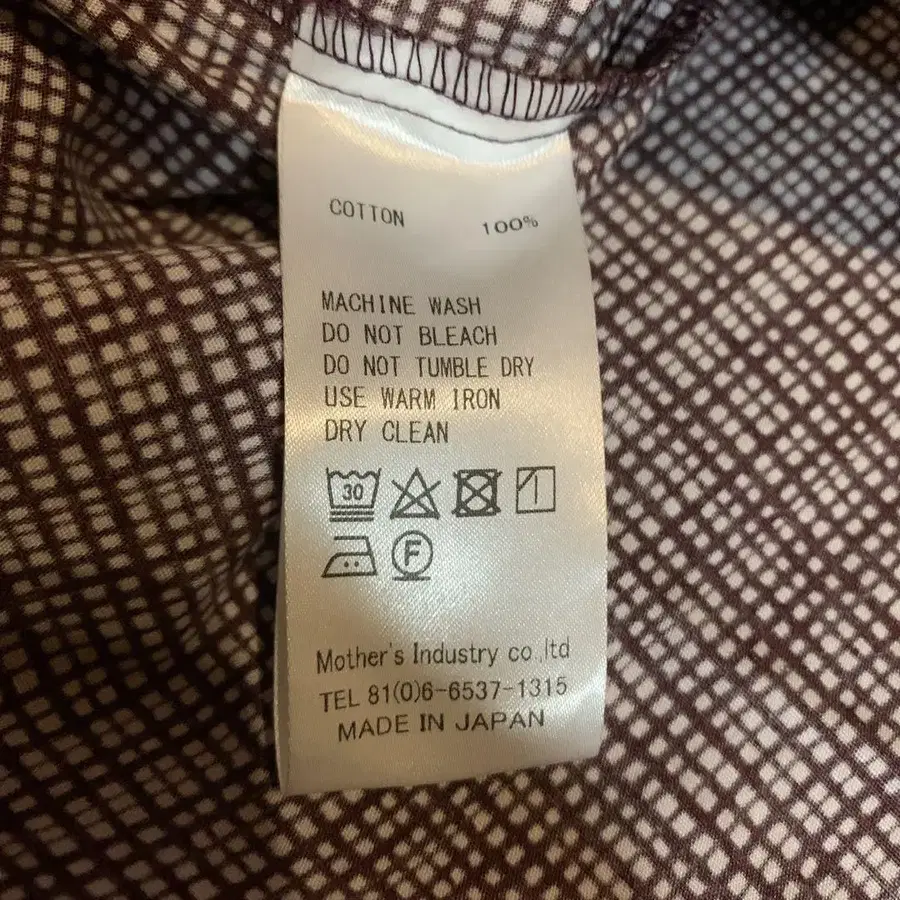 COTTON 100%
MACHINE WASH
DO NOT BLEACH
DO NOT TUMBLE DRY
USE WARM IRON
DRY CLEAN
30
F
Mother's Industry co.,ltd
TEL 81(0)6-6537-1315
MADE IN JAPAN